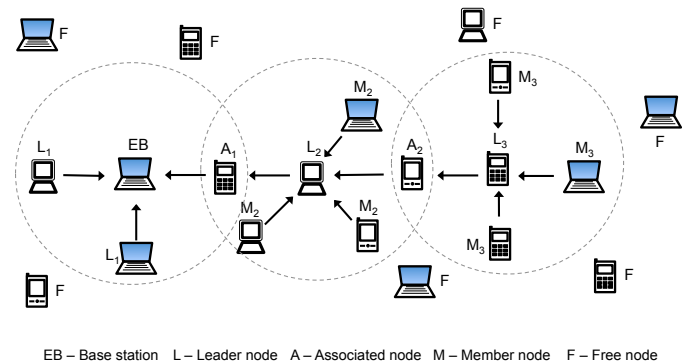 F
F
F
M₃
M₂
F
L₁
EB
A₁
L₂
A₂
L₃
M₃
M₂
M₂
L₁
M₃
F
F
F
EB – Base station L – Leader node A – Associated node M – Member node F – Free node